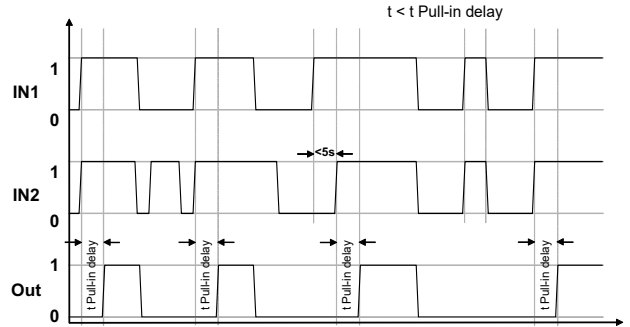 t < t Pull-in delay
1
IN1
0
<5s
1
IN2
0
t Pull-in delay
t Pull-in delay
t Pull-in delay
t Pull-in delay
1
Out
0